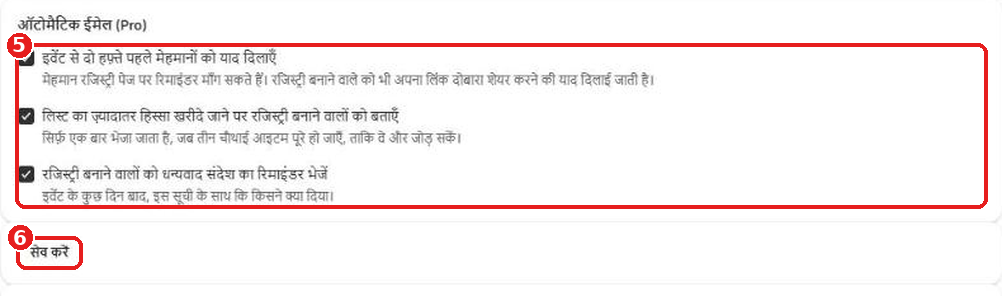 ऑटोमैटिक ईमेल (Pro)
5
इवेंट से दो हफ़्ते पहले मेहमानों को याद दिलाएँ
मेहमान रजिस्ट्री पेज पर रिमाइंडर माँग सकते हैं। रजिस्ट्री बनाने वाले को भी अपना लिंक दोबारा शेयर करने की याद दिलाई जाती है।
लिस्ट का ज़्यादातर हिस्सा खरीदे जाने पर रजिस्ट्री बनाने वालों को बताएँ
सिर्फ़ एक बार भेजा जाता है, जब तीन चौथाई आइटम पूरे हो जाएँ, ताकि वे और जोड़ सकें।
रजिस्ट्री बनाने वालों को धन्यवाद संदेश का रिमाइंडर भेजें
इवेंट के कुछ दिन बाद, इस सूची के साथ कि किसने क्या दिया।
6
सेव करें